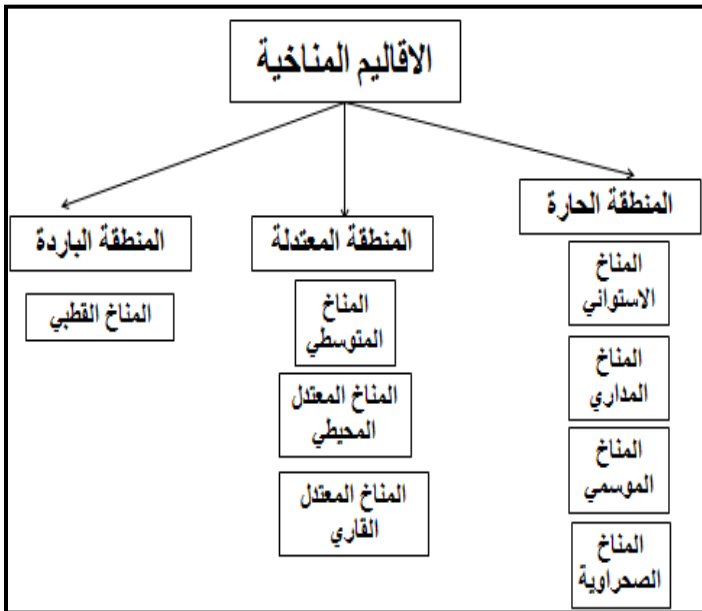 الاقاليم المناخية
المنطقة الحارة
المناخ
الاستوائي
المناخ
المداري
المناخ
الموسمي
المناخ
الصحراوية
المنطقة المعتدلة
المناخ
المتوسطي
المناخ المعتدل
المحيطي
المناخ المعتدل
القاري
المنطقة الباردة
المناخ القطبي